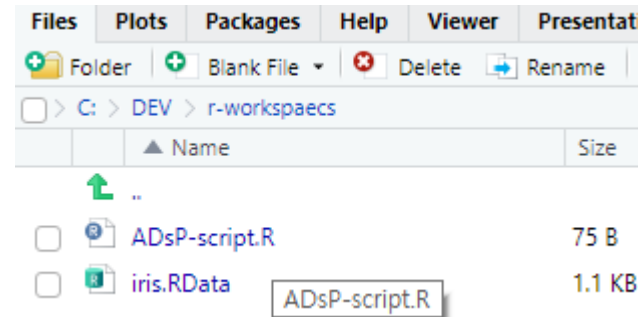 Files Plots Packages Help Viewer Presentati
Folder Blank File Delete Rename
C: > DEV > r-workspaecs
Name Size
..
ADsP-script.R 75 B
iris.RData 1.1 KB
ADsP-script.R